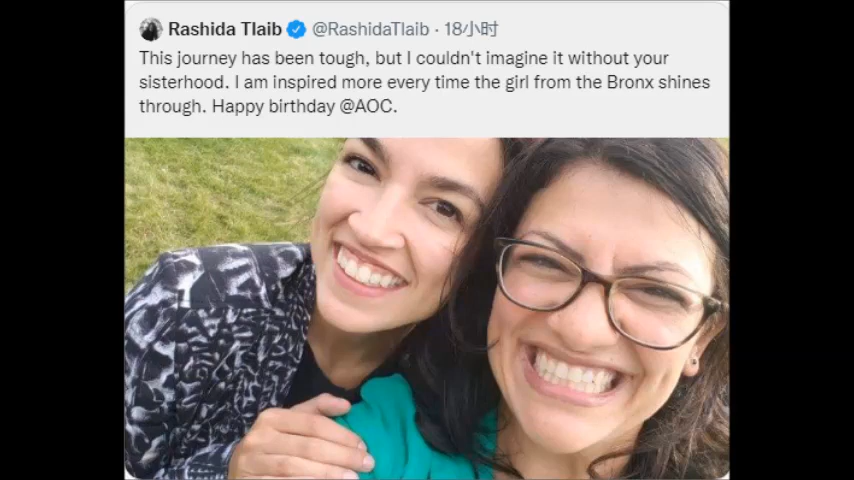 Rashida Tlaib @RashidaTlaib · 18小时
This journey has been tough, but I couldn't imagine it without your
sisterhood. I am inspired more every time the girl from the Bronx shines
through. Happy birthday @AOC.